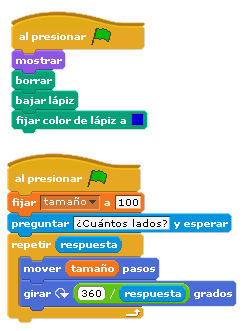 al presionar
mostrar
borrar
bajar lápiz
fijar color de lápiz a
al presionar
fijar tamaño a 100
preguntar ¿Cuántos lados? y esperar
repetir respuesta
mover tamaño pasos
girar 360 / respuesta grados